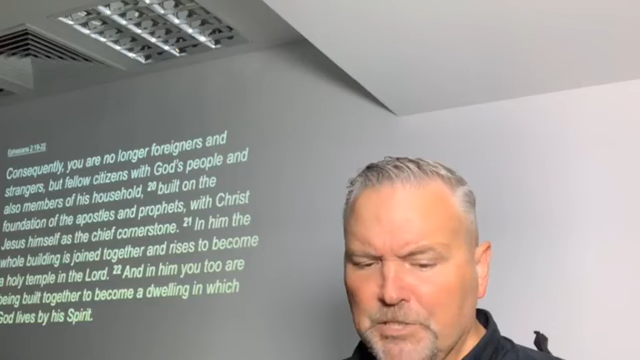 Ephesians 2:19-22
Consequently, you are no longer foreigners and
strangers, but fellow citizens with God's people and
also members of his household, 20 built on the
foundation of the apostles and prophets, with Christ
Jesus himself as the chief cornerstone. 21 In him the
whole building is joined together and rises to become
a holy temple in the Lord. 22 And in him you too are
being built together to become a dwelling in which
God lives by his Spirit.